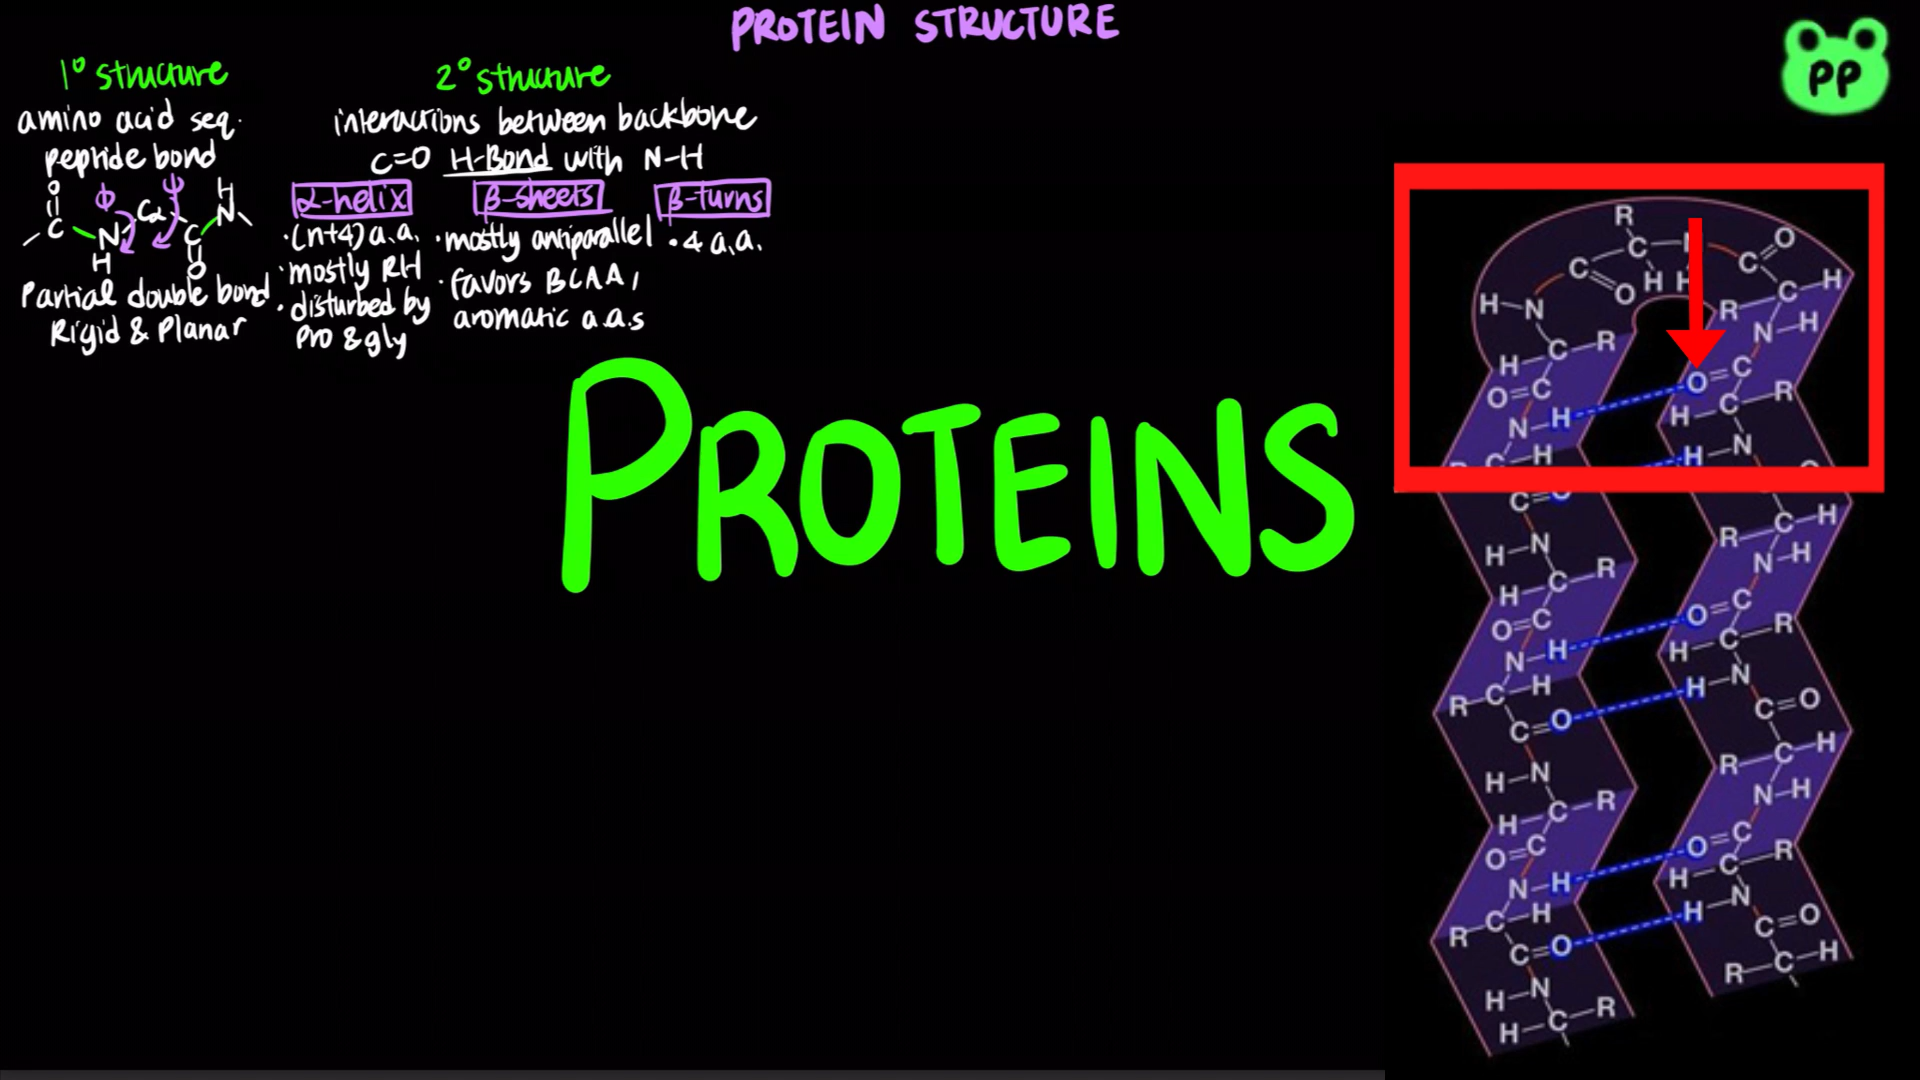 PROTEIN STRUCTURE
PP
1° structure
amino acid seq.
peptide bond
O
C
N
H
Φ
Cα
ψ
C
O
H
N
Partial double bond
Rigid & Planar
2° structure
interactions between backbone
C=O H-Bond with N-H
α-helix
·(n+4) a.a.
·mostly RH
·disturbed by
Pro & gly
β-sheets
·mostly antiparallel
·favors BCAA,
aromatic a.a.s
β-turns
·4 a.a.
PROTEINS
R
C N C O
C O H H C H
H-N R N-H
H C-R O=C
O=C H C R
N-H N
C-H H
C O
R C-H
H-N N-H
C-R
H O=C
O=C H C R
N-H N
R-C-H H C=O
C=O R C-H
H-N N-H
C-R
H O=C
O=C H C R
N-H N
R-C-H H C=O
C=O R-C-H
H-N
H-C-R